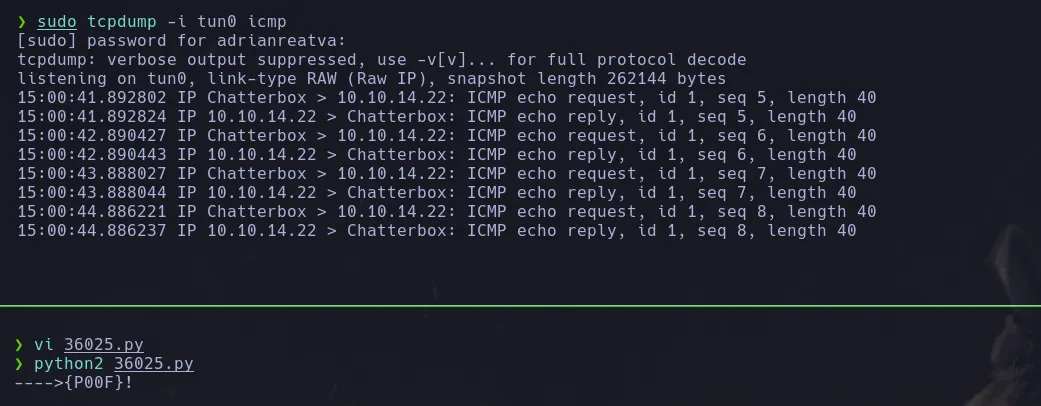 ❯ sudo tcpdump -i tun0 icmp
[sudo] password for adrianreatva:
tcpdump: verbose output suppressed, use -v[v]... for full protocol decode
listening on tun0, link-type RAW (Raw IP), snapshot length 262144 bytes
15:00:41.892802 IP Chatterbox > 10.10.14.22: ICMP echo request, id 1, seq 5, length 40
15:00:41.892824 IP 10.10.14.22 > Chatterbox: ICMP echo reply, id 1, seq 5, length 40
15:00:42.890427 IP Chatterbox > 10.10.14.22: ICMP echo request, id 1, seq 6, length 40
15:00:42.890443 IP 10.10.14.22 > Chatterbox: ICMP echo reply, id 1, seq 6, length 40
15:00:43.888027 IP Chatterbox > 10.10.14.22: ICMP echo request, id 1, seq 7, length 40
15:00:43.888044 IP 10.10.14.22 > Chatterbox: ICMP echo reply, id 1, seq 7, length 40
15:00:44.886221 IP Chatterbox > 10.10.14.22: ICMP echo request, id 1, seq 8, length 40
15:00:44.886237 IP 10.10.14.22 > Chatterbox: ICMP echo reply, id 1, seq 8, length 40
❯ vi 36025.py
❯ python2 36025.py
---->{P00F}!